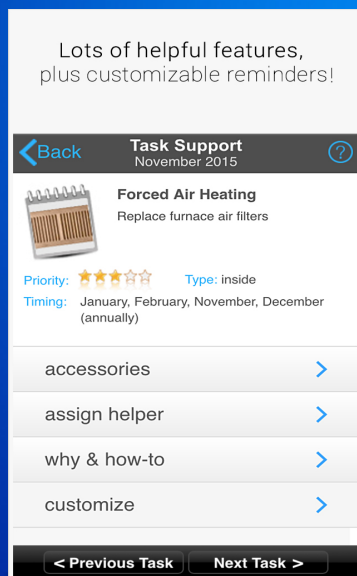 Lots of helpful features,
plus customizable reminders!
Back
Task Support
November 2015
?
Forced Air Heating
Replace furnace air filters
Priority:
Type: inside
Timing: January, February, November, December
(annually)
accessories
assign helper
why & how-to
customize
< Previous Task
Next Task >